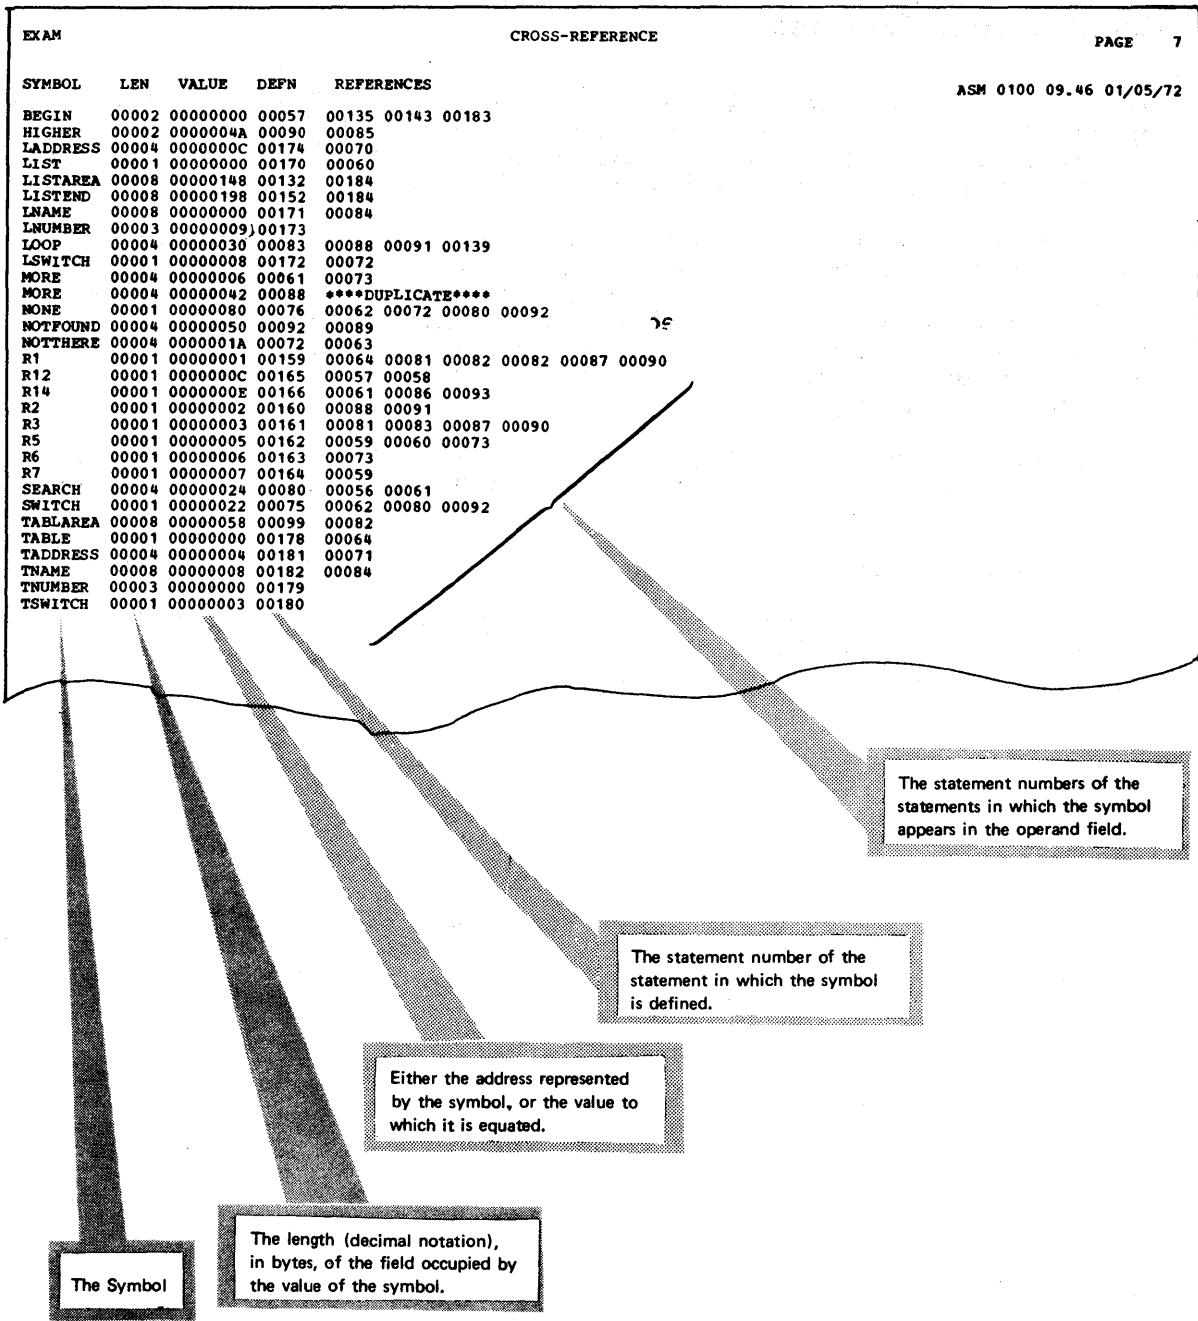 EXAM CROSS-REFERENCE PAGE 7
SYMBOL LEN VALUE DEFN REFERENCES
ASM 0100 09.46 01/05/72
BEGIN 00002 00000000 00057 00135 00143 00183
HIGHER 00002 0000004A 00090 00085
LADDRESS 00004 0000000C 00174 00070
LIST 00001 00000000 00170 00060
LISTAREA 00008 00000148 00132 00184
LISTEND 00008 00000198 00152 00184
LNAME 00008 00000000 00171 00084
LNUMBER 00003 00000009 00173
LOOP 00004 00000030 00083 00088 00091 00139
LSWITCH 00001 00000008 00172 00072
MORE 00004 00000006 00061 00073
MORE 00004 00000042 00088 ****DUPLICATE****
NONE 00001 00000080 00076 00062 00072 00080 00092
NOTFOUND 00004 00000050 00092 00089
NOTTHERE 00004 0000001A 00072 00063
R1 00001 00000001 00159 00064 00081 00082 00082 00087 00090
R12 00001 0000000C 00165 00057 00058
R14 00001 0000000E 00166 00061 00086 00093
R2 00001 00000002 00160 00088 00091
R3 00001 00000003 00161 00081 00083 00087 00090
R5 00001 00000005 00162 00059 00060 00073
R6 00001 00000006 00163 00073
R7 00001 00000007 00164 00059
SEARCH 00004 00000024 00080 00056 00061
SWITCH 00001 00000022 00075 00062 00080 00092
TABLAREA 00008 00000058 00099 00082
TABLE 00001 00000000 00178 00064
TADDRESS 00004 00000004 00181 00071
TNAME 00008 00000008 00182 00084
TNUMBER 00003 00000000 00179
TSWITCH 00001 00000003 00180
The statement numbers of the
statements in which the symbol
appears in the operand field.
The statement number of the
statement in which the symbol
is defined.
Either the address represented
by the symbol, or the value to
which it is equated.
The length (decimal notation),
in bytes, of the field occupied by
the value of the symbol.
The Symbol